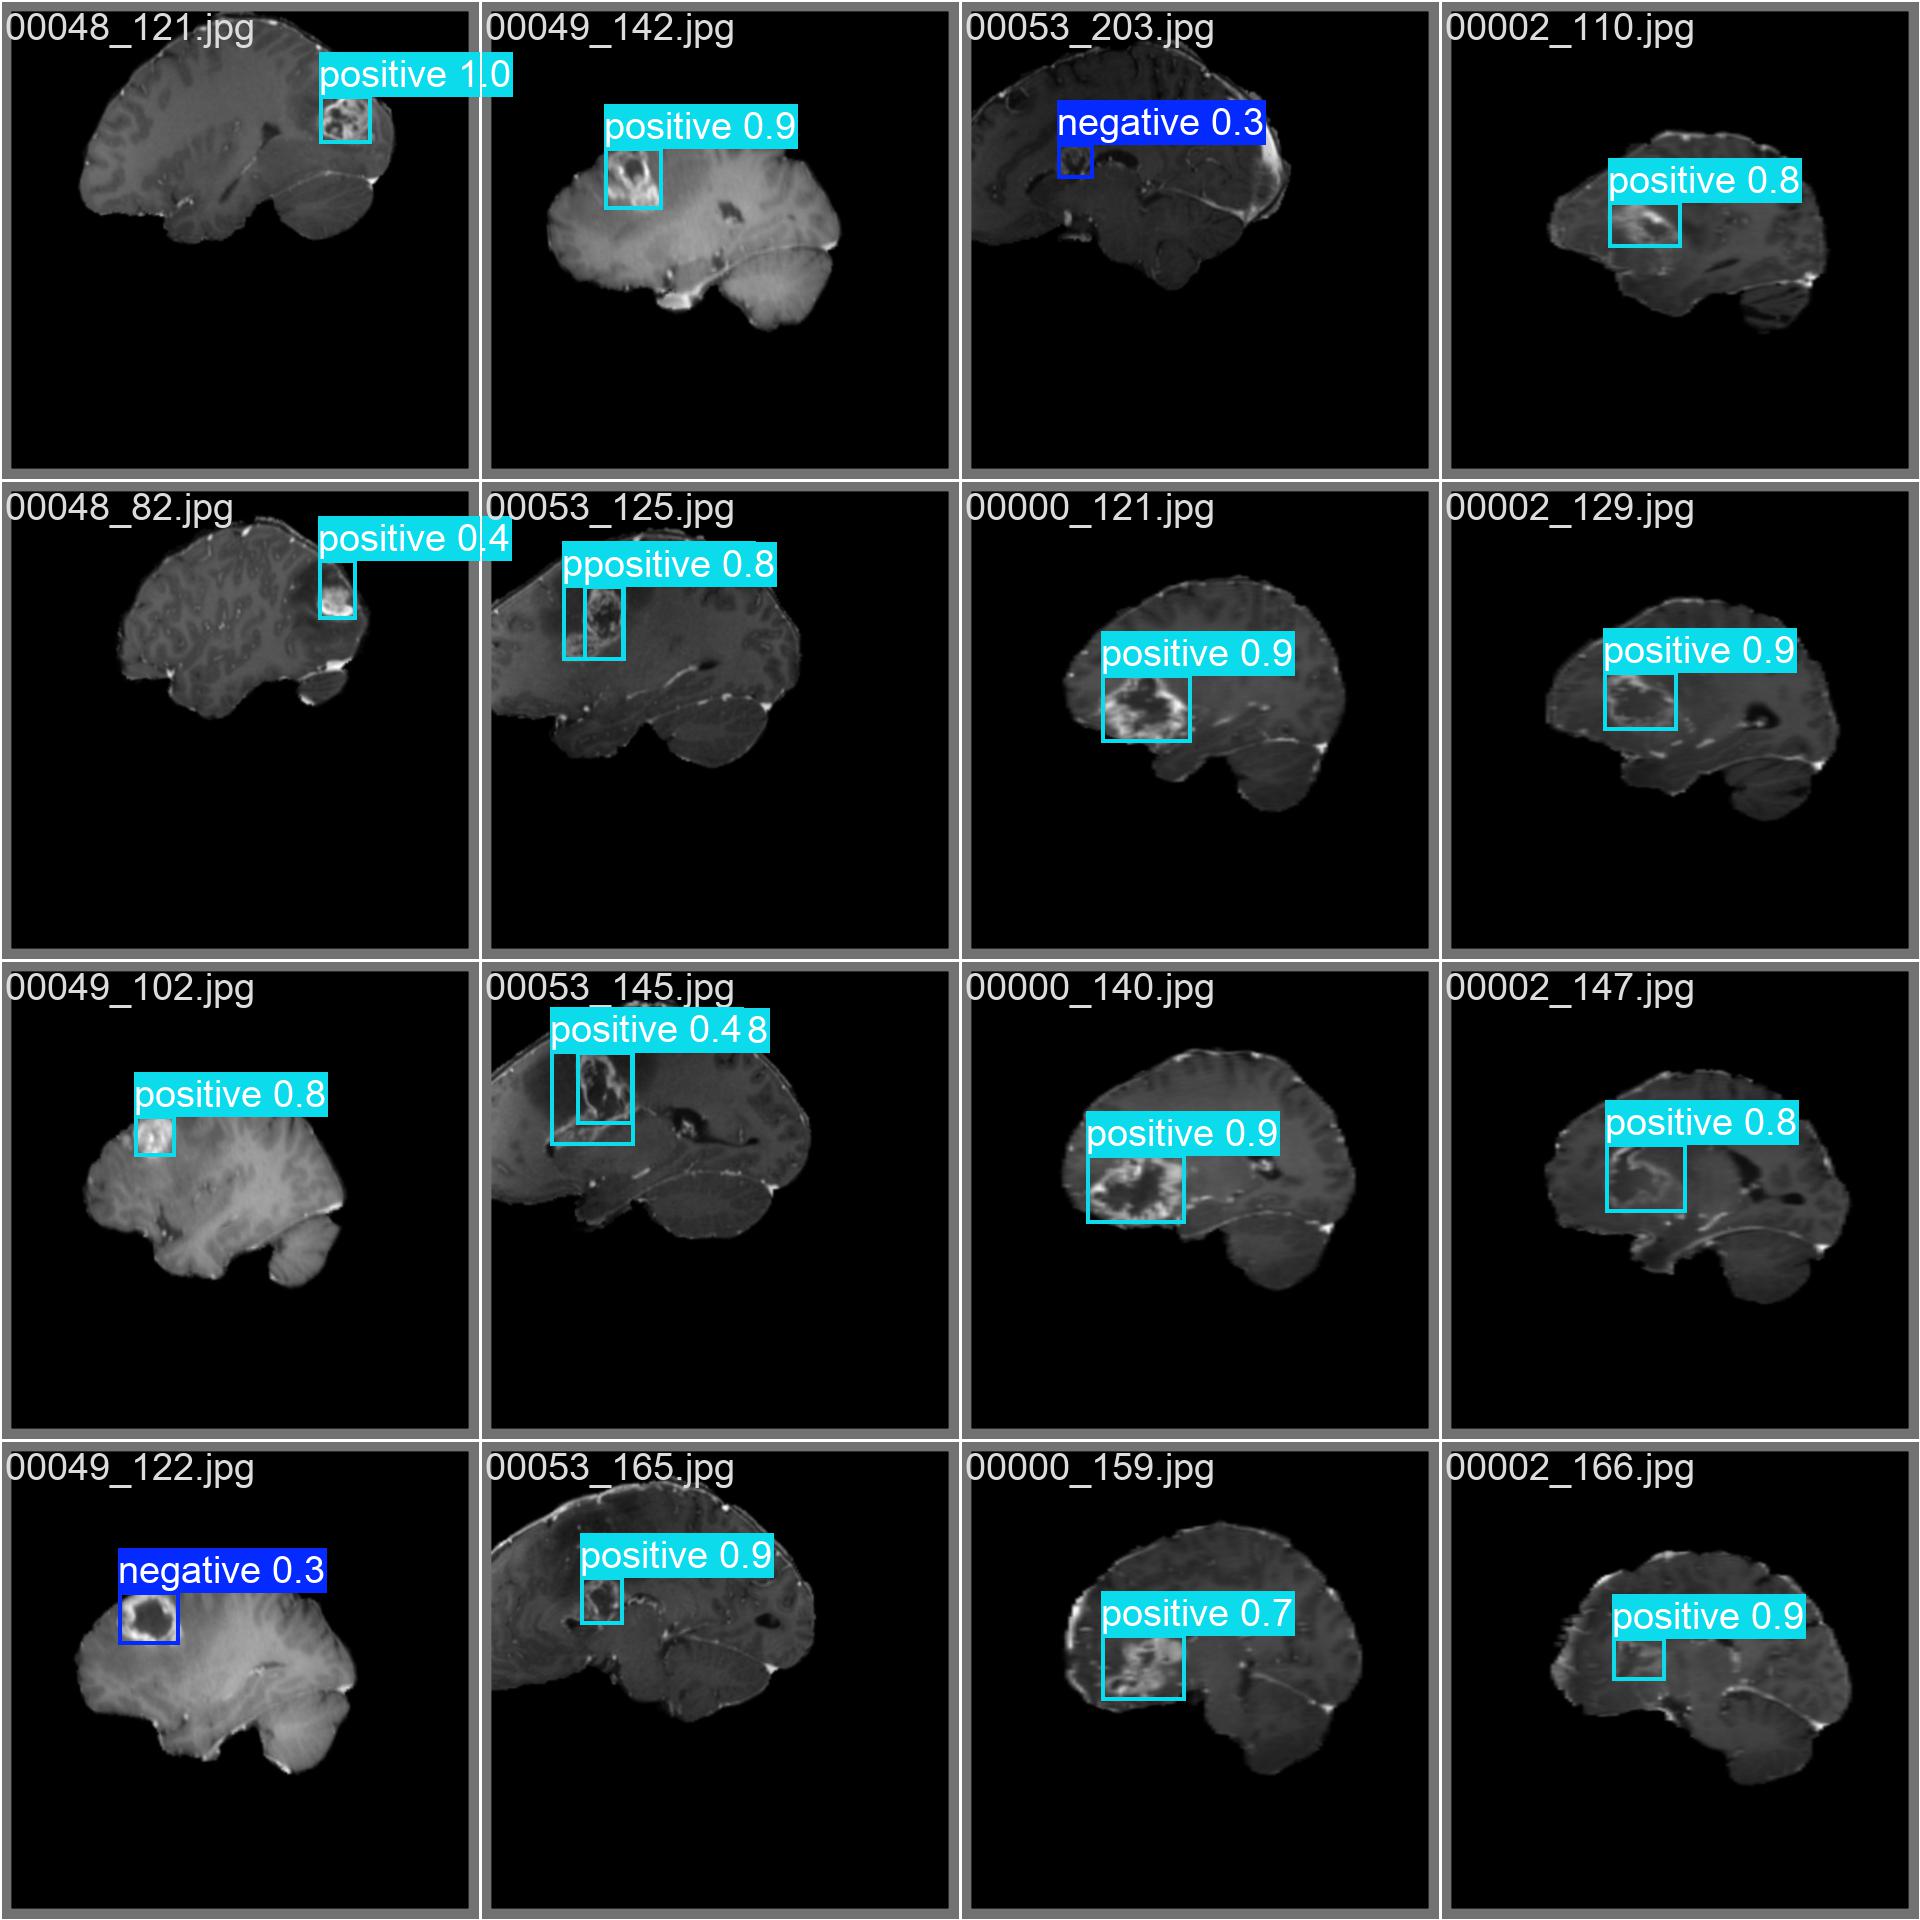 00048_121.jpg
positive 1.0
00049_142.jpg
positive 0.9
00053_203.jpg
negative 0.3
00002_110.jpg
positive 0.8
00048_82.jpg
positive 0.4
00053_125.jpg
ppositive 0.8
00000_121.jpg
positive 0.9
00002_129.jpg
positive 0.9
00049_102.jpg
positive 0.8
00053_145.jpg
positive 0.4 8
00000_140.jpg
positive 0.9
00002_147.jpg
positive 0.8
00049_122.jpg
negative 0.3
00053_165.jpg
positive 0.9
00000_159.jpg
positive 0.7
00002_166.jpg
positive 0.9